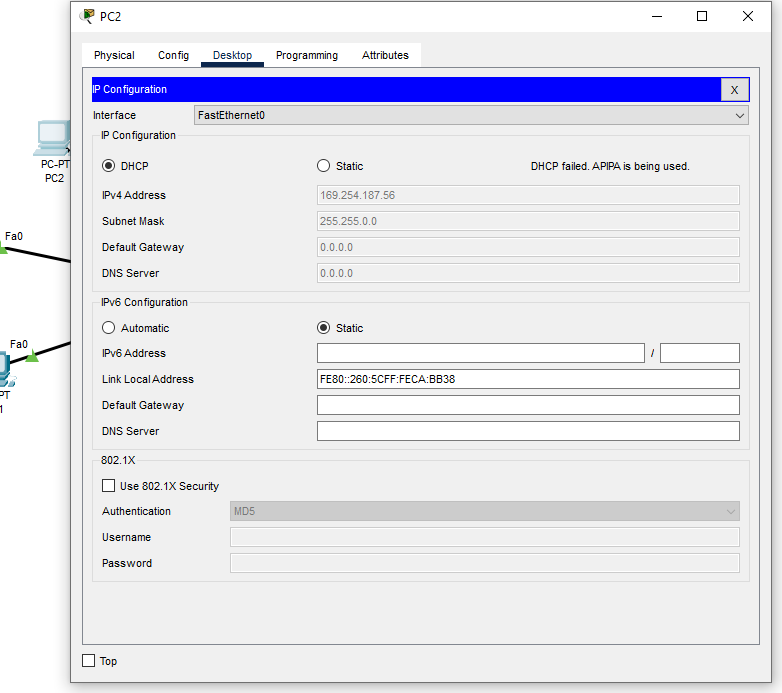 PC2
Physical Config Desktop Programming Attributes
IP Configuration X
Interface FastEthernet0
IP Configuration
DHCP Static DHCP failed. APIPA is being used.
IPv4 Address 169.254.187.56
Subnet Mask 255.255.0.0
Default Gateway 0.0.0.0
DNS Server 0.0.0.0
IPv6 Configuration
Automatic Static
IPv6 Address /
Link Local Address FE80::260:5CFF:FECA:BB38
Default Gateway
DNS Server
802.1X
Use 802.1X Security
Authentication MD5
Username
Password
Top
PC-PT
PC2
Fa0
Fa0
PT
1